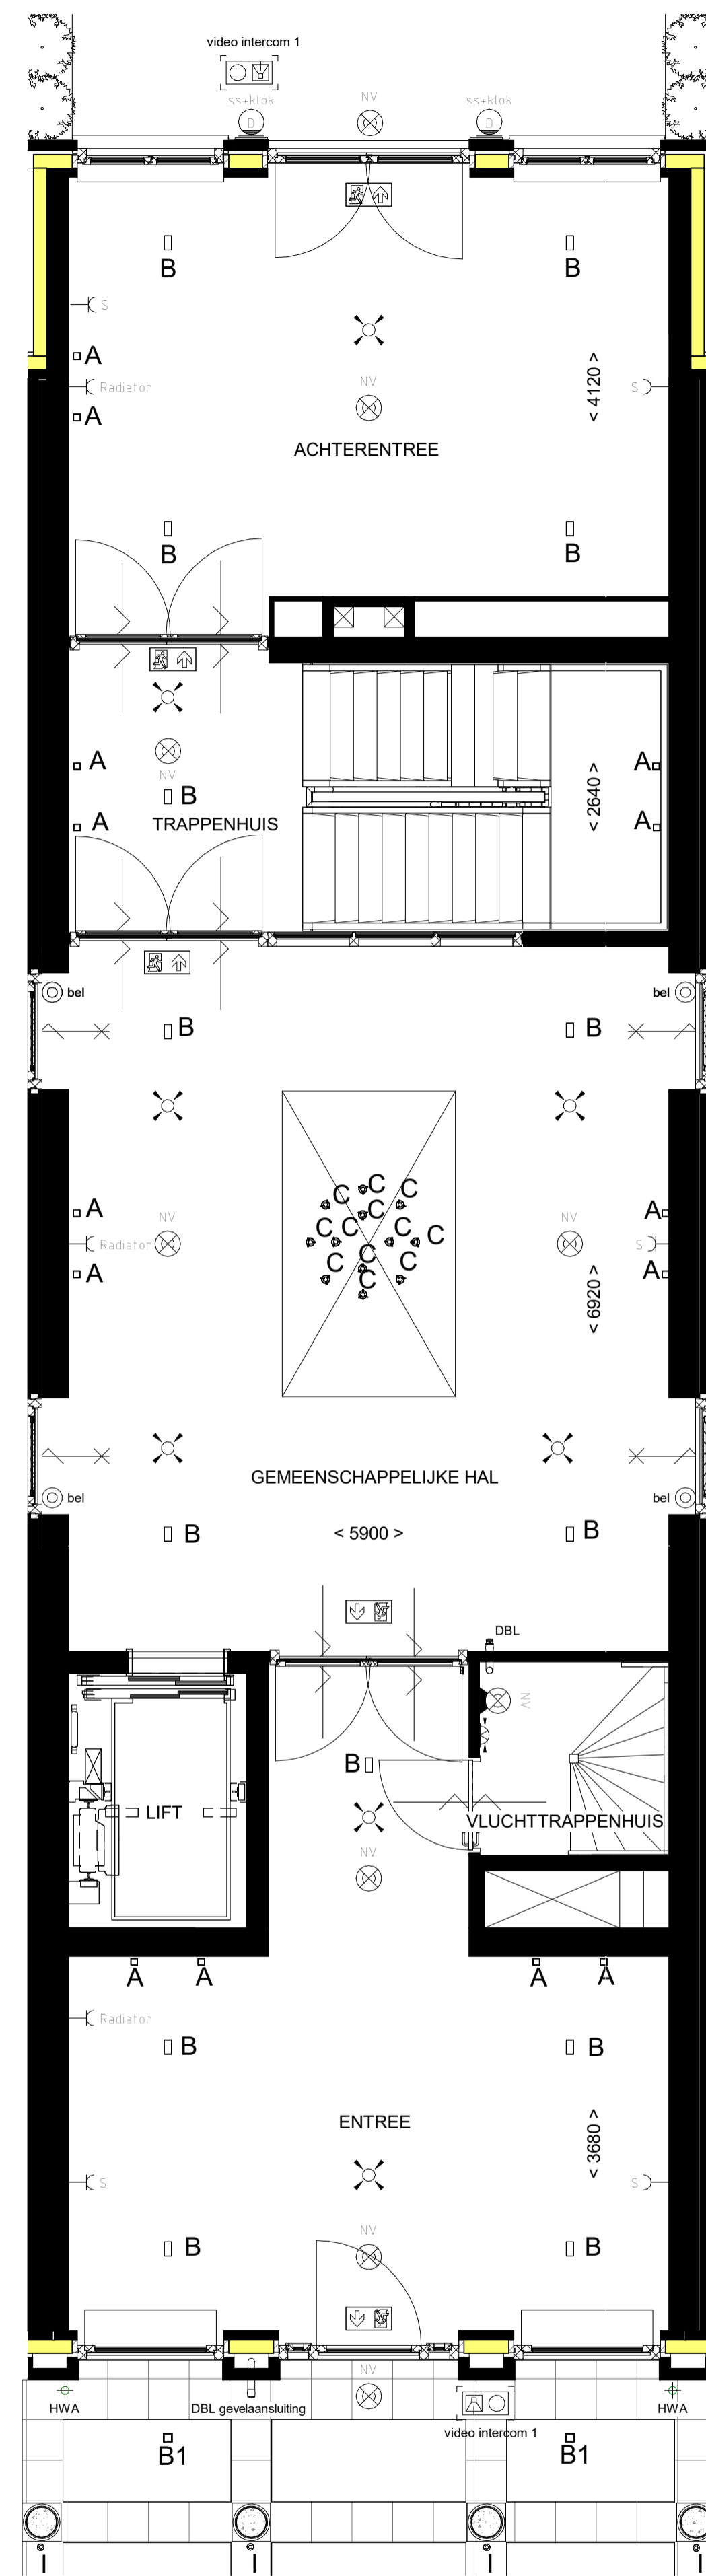 video intercom 1
ss+klok NV ss+klok
D D
B B
S
A
Radiator S
A
NV
< 4120 >
ACHTERENTREE
B B
A A
NV
B
< 2640 >
A A
TRAPPENHUIS
bel bel
B B
C C C
C
C C C C
C
C C
C
A NV NV A
Radiator S
A A
< 6920 >
GEMEENSCHAPPELIJKE HAL
bel bel
B < 5900 > B
DBL
NV
B
LIFT VLUCHTTRAPPENHUIS
NV
A A A A
Radiator
B B
ENTREE
< 3680 >
S S
NV
B B
NV
HWA DBL gevelaansluiting HWA
video intercom 1
B1 B1
I I I I